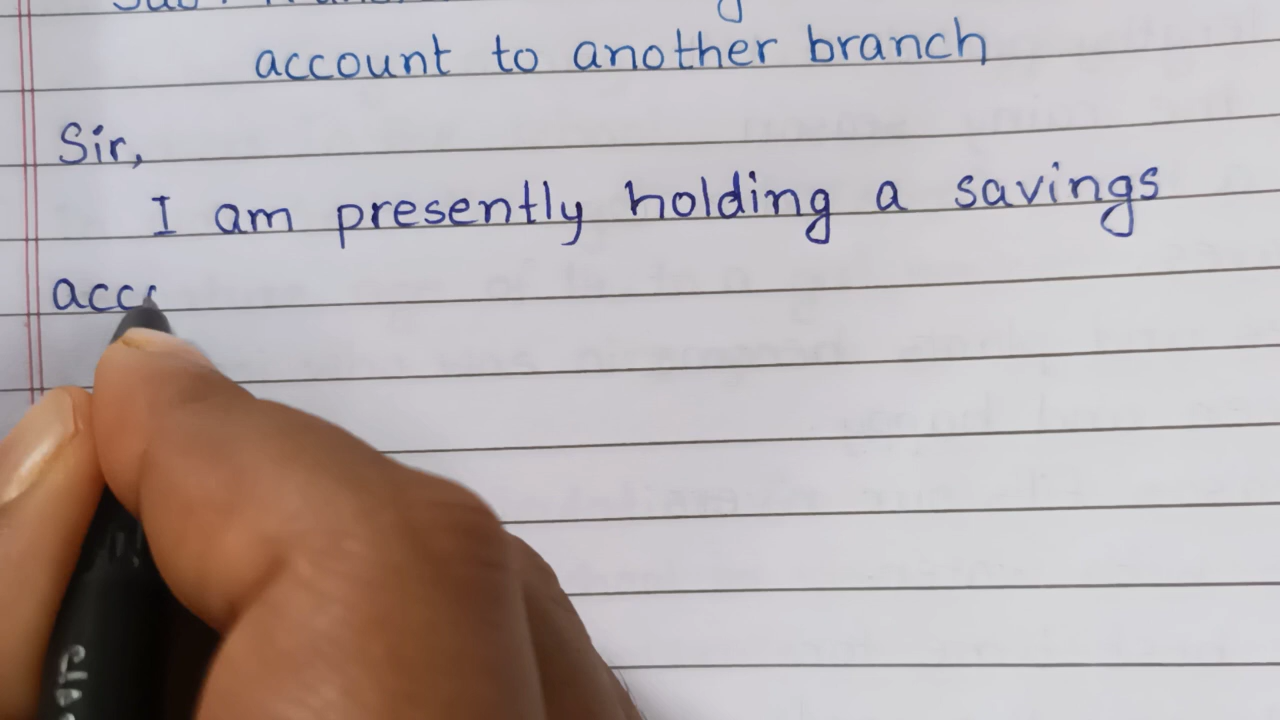 account to another branch
Sir,
I am presently holding a savings
acc